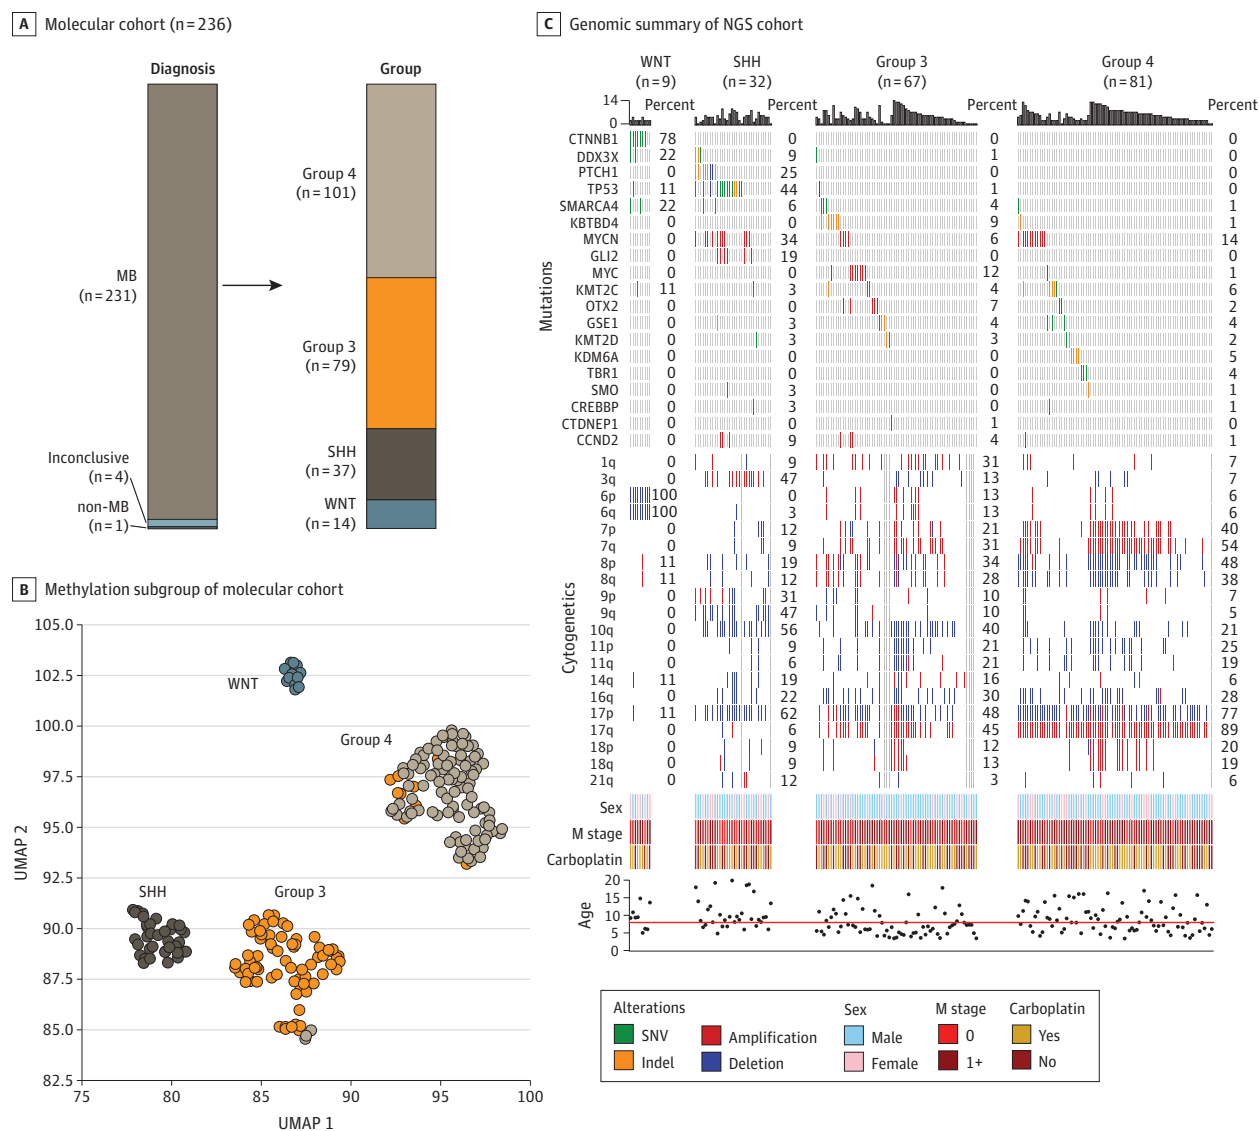 A Molecular cohort (n=236)
Diagnosis
Group
MB
(n=231)
Inconclusive
(n=4)
non-MB
(n=1)
Group 4
(n=101)
Group 3
(n=79)
SHH
(n=37)
WNT
(n=14)
B Methylation subgroup of molecular cohort
UMAP 2
105.0
102.5
100.0
97.5
95.0
92.5
90.0
87.5
85.0
82.5
WNT
Group 4
SHH
Group 3
75 80 85 90 95 100
UMAP 1
C Genomic summary of NGS cohort
WNT SHH Group 3 Group 4
(n=9) (n=32) (n=67) (n=81)
14 Percent Percent Percent Percent
0
Mutations
CTNNB1 78 0 0 0
DDX3X 22 9 1 0
PTCH1 0 25 0 0
TP53 11 44 1 0
SMARCA4 22 6 4 1
KBTBD4 0 0 9 1
MYCN 0 34 6 14
GLI2 0 19 0 0
MYC 0 0 12 1
KMT2C 11 3 4 6
OTX2 0 0 7 2
GSE1 0 3 4 4
KMT2D 0 3 3 2
KDM6A 0 0 0 5
TBR1 0 0 0 4
SMO 0 3 0 1
CREBBP 0 3 0 1
CTDNEP1 0 0 1 0
CCND2 0 9 4 1
Cytogenetics
1q 0 9 31 7
3q 0 47 13 7
6p 100 0 13 6
6q 100 3 13 6
7p 0 12 21 40
7q 0 9 31 54
8p 11 19 34 48
8q 11 12 28 38
9p 0 31 10 7
9q 0 47 10 5
10q 0 56 40 21
11p 0 9 21 25
11q 0 6 21 19
14q 11 19 16 6
16q 0 22 30 28
17p 11 62 48 77
17q 0 6 45 89
18p 0 9 12 20
18q 0 9 13 19
21q 0 12 3 6
Sex
M stage
Carboplatin
Age
20
15
10
5
0
Alterations Sex M stage Carboplatin
SNV Amplification Male 0 Yes
Indel Deletion Female 1+ No